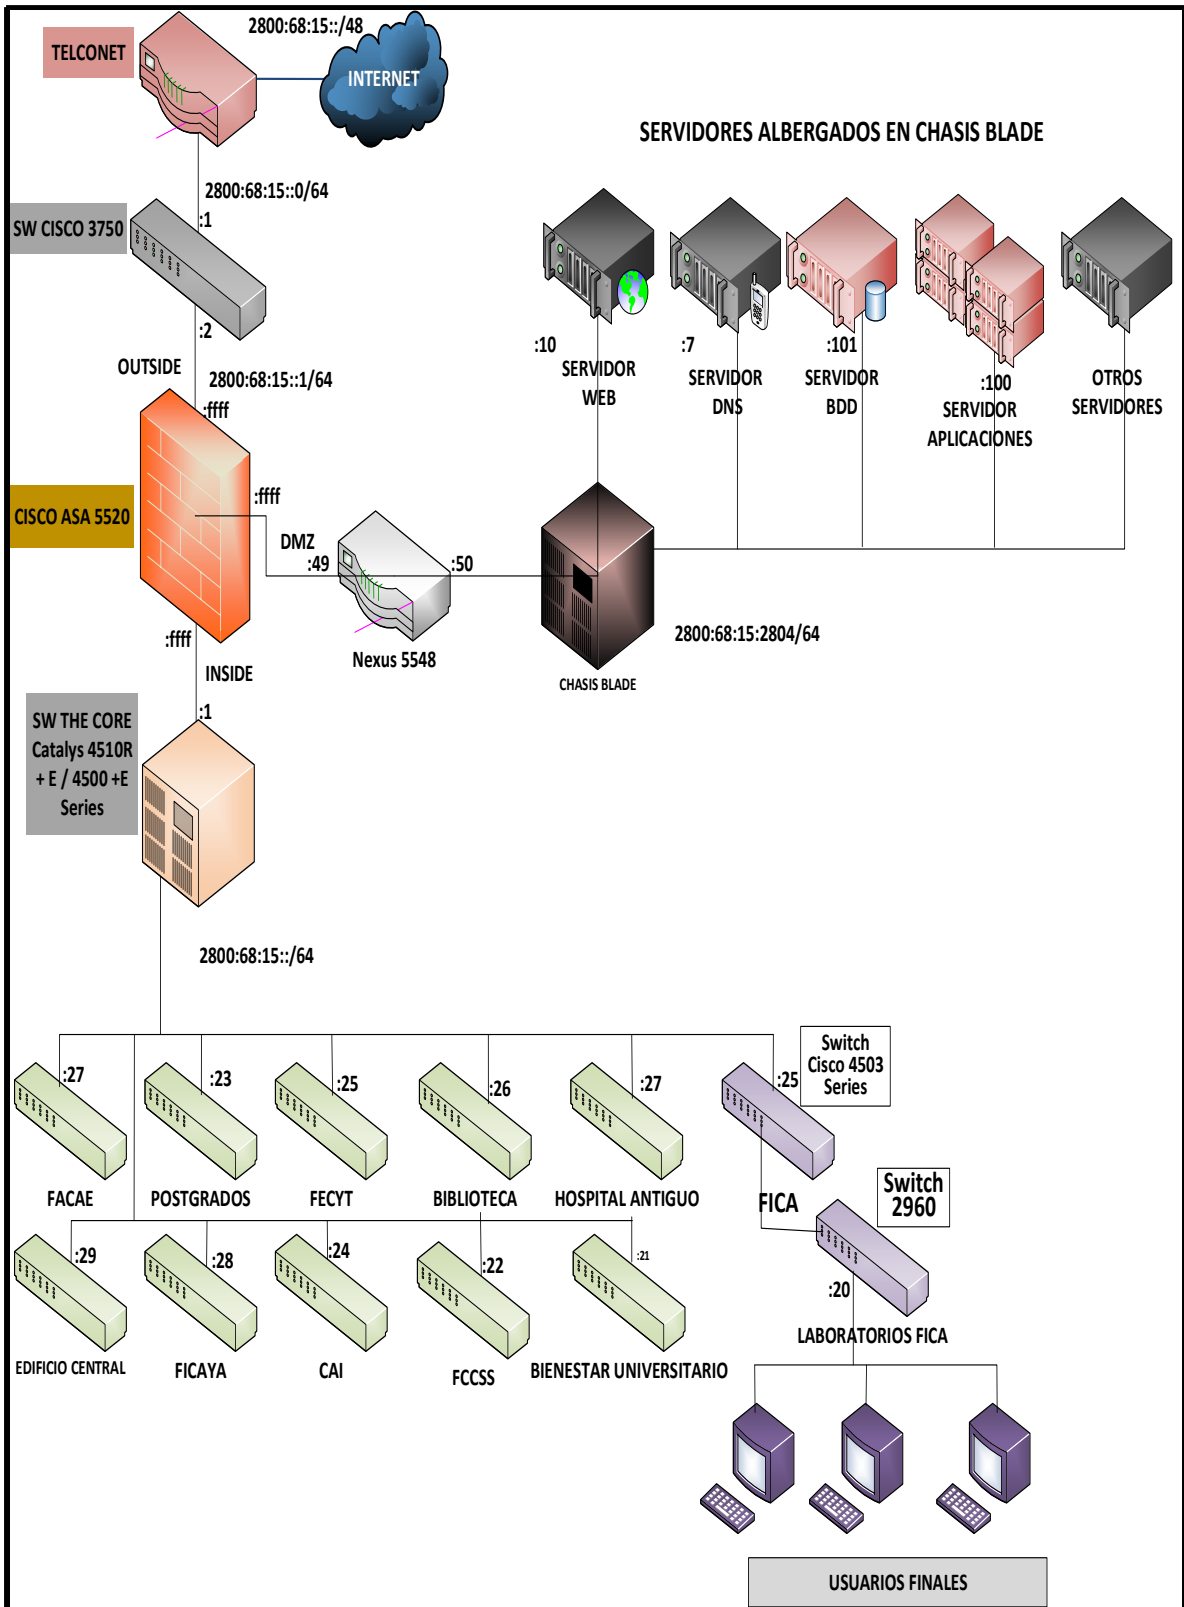 2800:68:15::/48
TELCONET
INTERNET
SERVIDORES ALBERGADOS EN CHASIS BLADE
2800:68:15::0/64
SW CISCO 3750
:1
:2
OUTSIDE
2800:68:15::1/64
:ffff
:10
SERVIDOR
WEB
:7
SERVIDOR
DNS
:101
SERVIDOR
BDD
:100
SERVIDOR
APLICACIONES
OTROS
SERVIDORES
CISCO ASA 5520
:ffff
DMZ
:49
:50
Nexus 5548
CHASIS BLADE
2800:68:15:2804/64
:ffff
INSIDE
:1
SW THE CORE
Catalys 4510R
+ E / 4500 +E
Series
2800:68:15::/64
:27
:23
:25
:26
:27
:25
Switch
Cisco 4503
Series
FACAE
POSTGRADOS
FECYT
BIBLIOTECA
HOSPITAL ANTIGUO
FICA
Switch
2960
:29
:28
:24
:22
:21
:20
EDIFICIO CENTRAL
FICAYA
CAI
FCCSS
BIENESTAR UNIVERSITARIO
LABORATORIOS FICA
USUARIOS FINALES